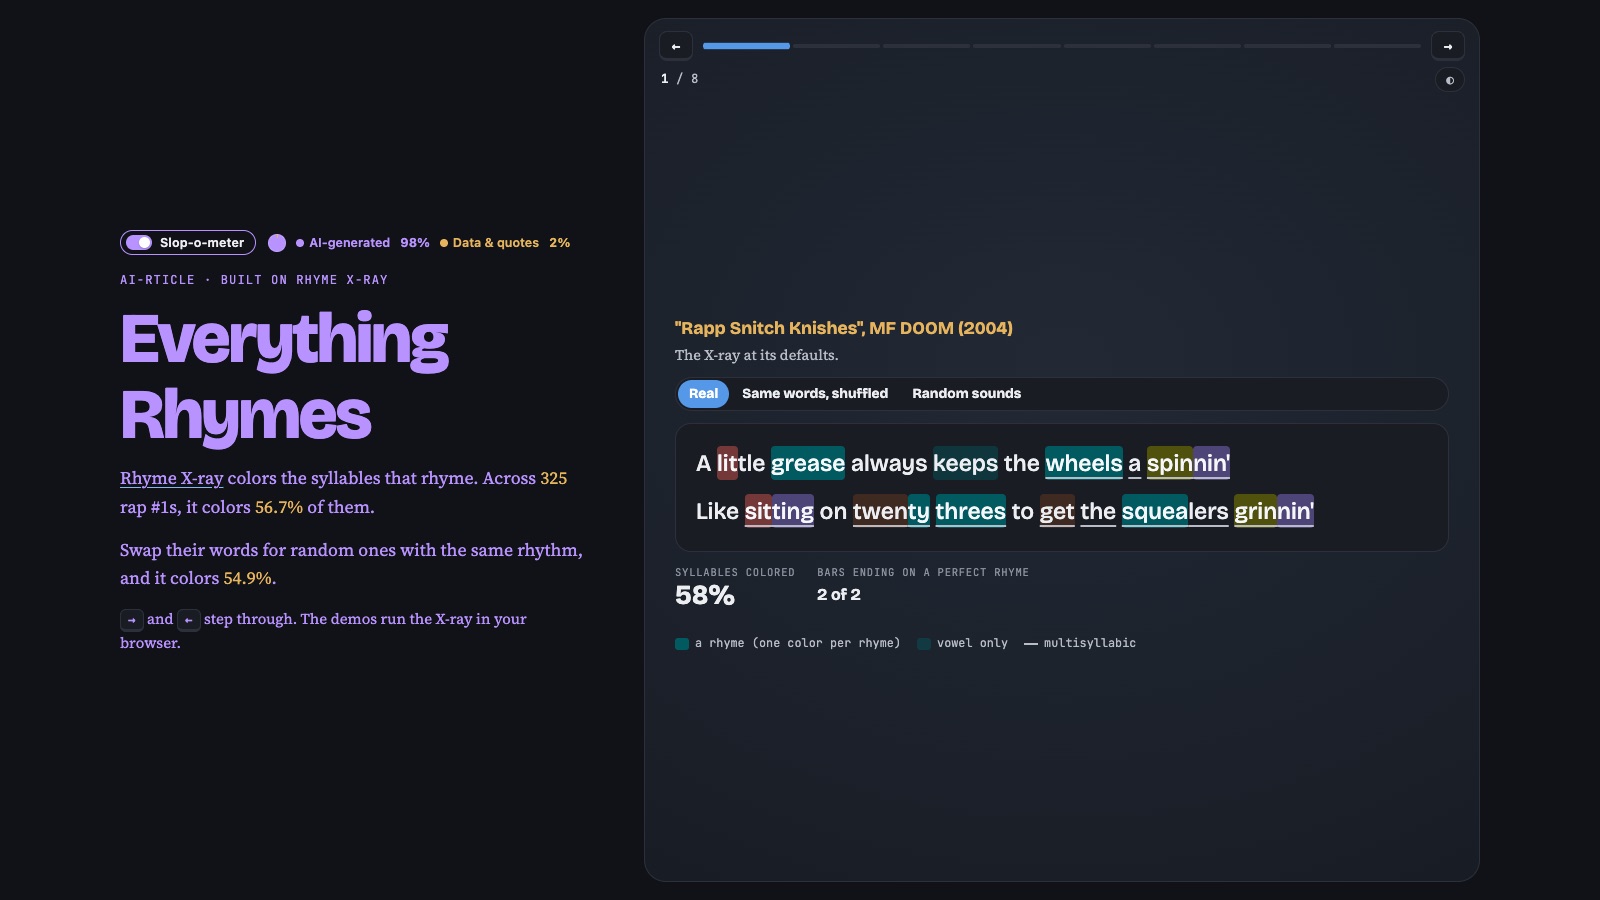 Slop-o-meter AI-generated 98% Data & quotes 2%
AI-RTICLE · BUILT ON RHYME X-RAY
Everything
Rhymes
Rhyme X-ray colors the syllables that rhyme. Across 325
rap #1s, it colors 56.7% of them.
Swap their words for random ones with the same rhythm,
and it colors 54.9%.
→ and ← step through. The demos run the X-ray in your
browser.
← →
1 / 8
"Rapp Snitch Knishes", MF DOOM (2004)
The X-ray at its defaults.
Real Same words, shuffled Random sounds
A little grease always keeps the wheels a spinnin'
Like sitting on twenty threes to get the squealers grinnin'
SYLLABLES COLORED BARS ENDING ON A PERFECT RHYME
58% 2 of 2
a rhyme (one color per rhyme) vowel only multisyllabic